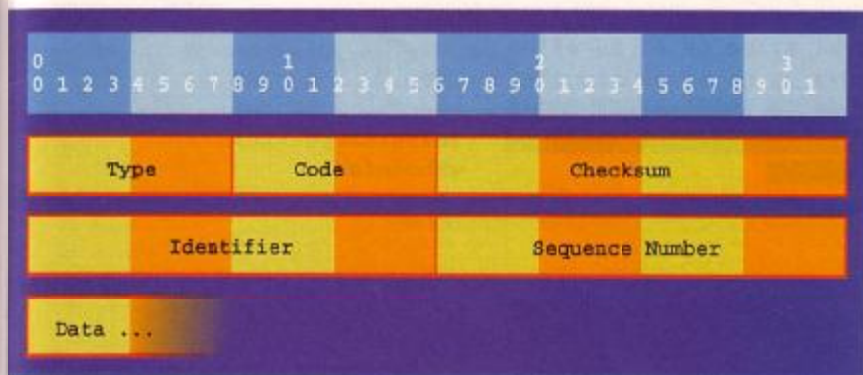 0 1 2 3
0 1 2 3 4 5 6 7 8 9 0 1 2 3 4 5 6 7 8 9 0 1 2 3 4 5 6 7 8 9 0 1
Type Code Checksum
Identifier Sequence Number
Data ...